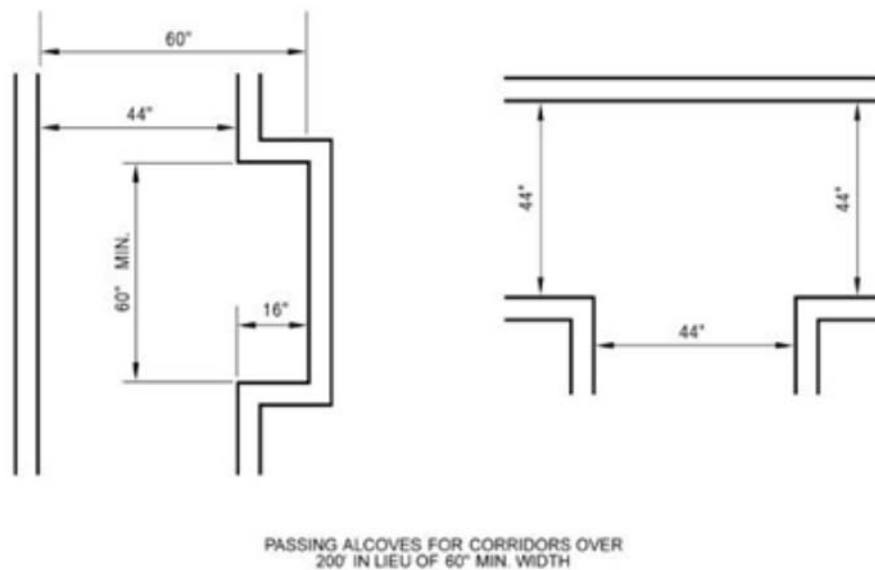 60"
44"
60" MIN.
16"
44"
44"
44"
PASSING ALCOVES FOR CORRIDORS OVER
200' IN LIEU OF 60" MIN. WIDTH